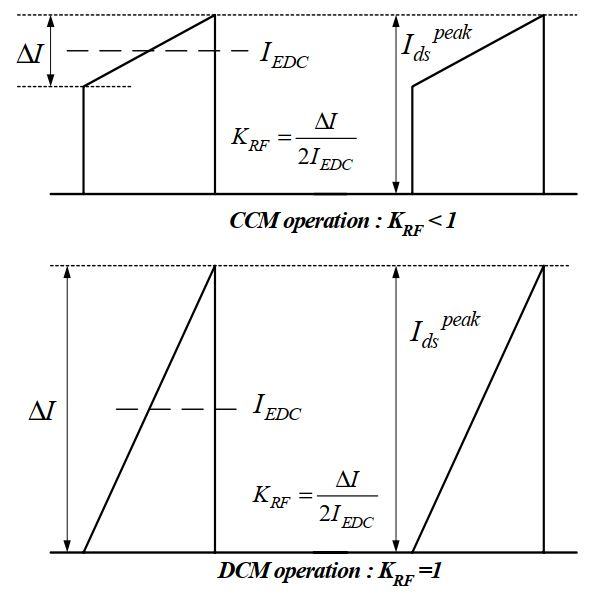 ΔI
I_EDC
I_ds^peak
K_RF = ΔI / 2I_EDC
CCM operation : K_RF < 1
ΔI
I_EDC
I_ds^peak
K_RF = ΔI / 2I_EDC
DCM operation : K_RF =1